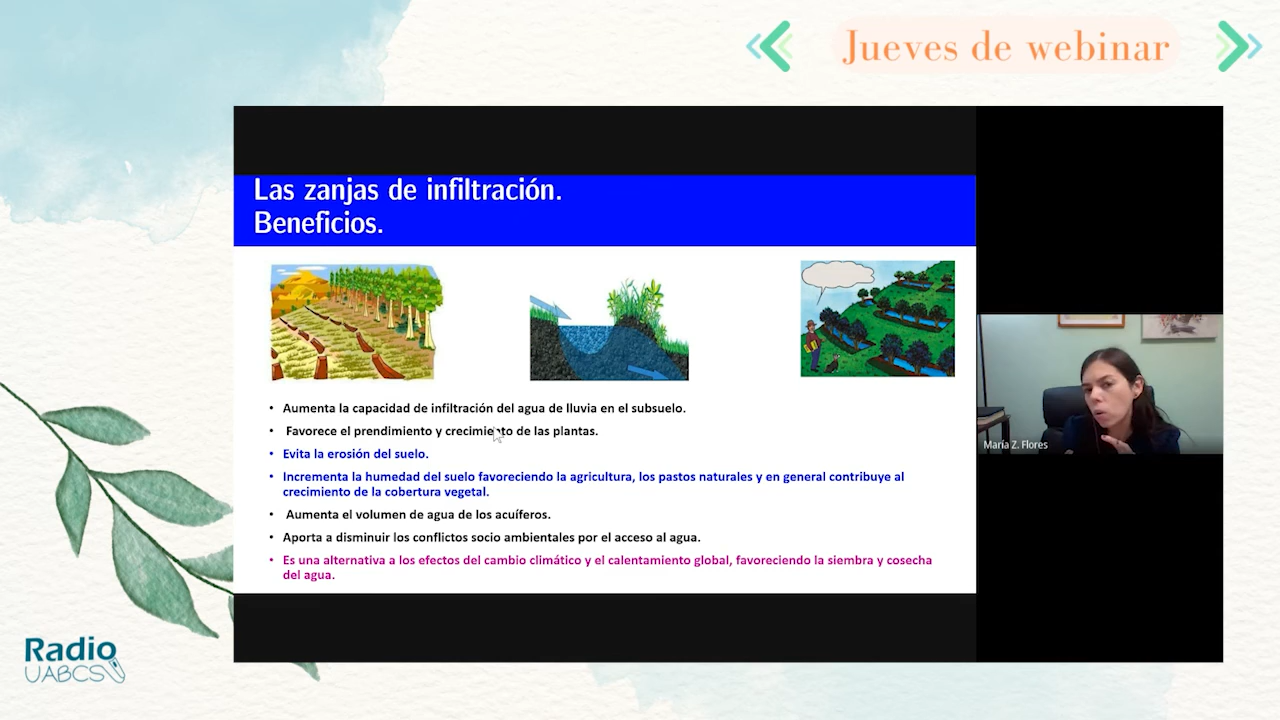 Jueves de webinar
Las zanjas de infiltración.
Beneficios.
• Aumenta la capacidad de infiltración del agua de lluvia en el subsuelo.
• Favorece el prendimiento y crecimiento de las plantas.
• Evita la erosión del suelo.
• Incrementa la humedad del suelo favoreciendo la agricultura, los pastos naturales y en general contribuye al
crecimiento de la cobertura vegetal.
• Aumenta el volumen de agua de los acuíferos.
• Aporta a disminuir los conflictos socio ambientales por el acceso al agua.
• Es una alternativa a los efectos del cambio climático y el calentamiento global, favoreciendo la siembra y cosecha
del agua.
María Z. Flores
Radio
UABCS